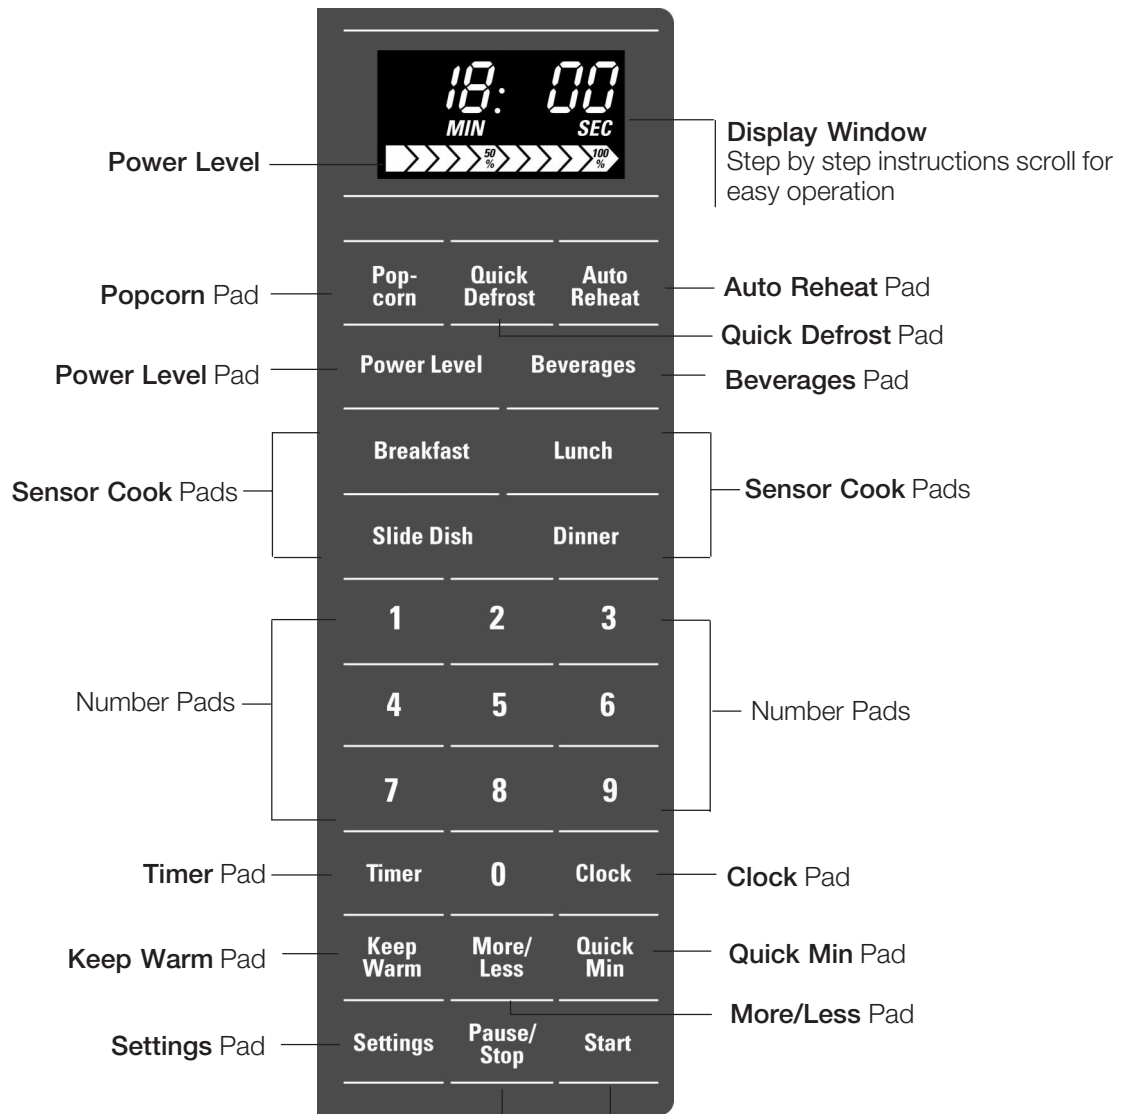 18: 00
MIN SEC
50 % 100 %
Power Level
Display Window
Step by step instructions scroll for
easy operation
Pop-
corn
Quick
Defrost
Auto
Reheat
Popcorn Pad
Auto Reheat Pad
Quick Defrost Pad
Power Level Beverages
Power Level Pad
Beverages Pad
Breakfast Lunch
Sensor Cook Pads
Sensor Cook Pads
Slide Dish Dinner
1 2 3
Number Pads
4 5 6
Number Pads
7 8 9
Timer Pad
Timer 0 Clock
Clock Pad
Keep Warm Pad
Keep
Warm
More/
Less
Quick
Min
Quick Min Pad
More/Less Pad
Settings Pad
Settings
Pause/
Stop
Start